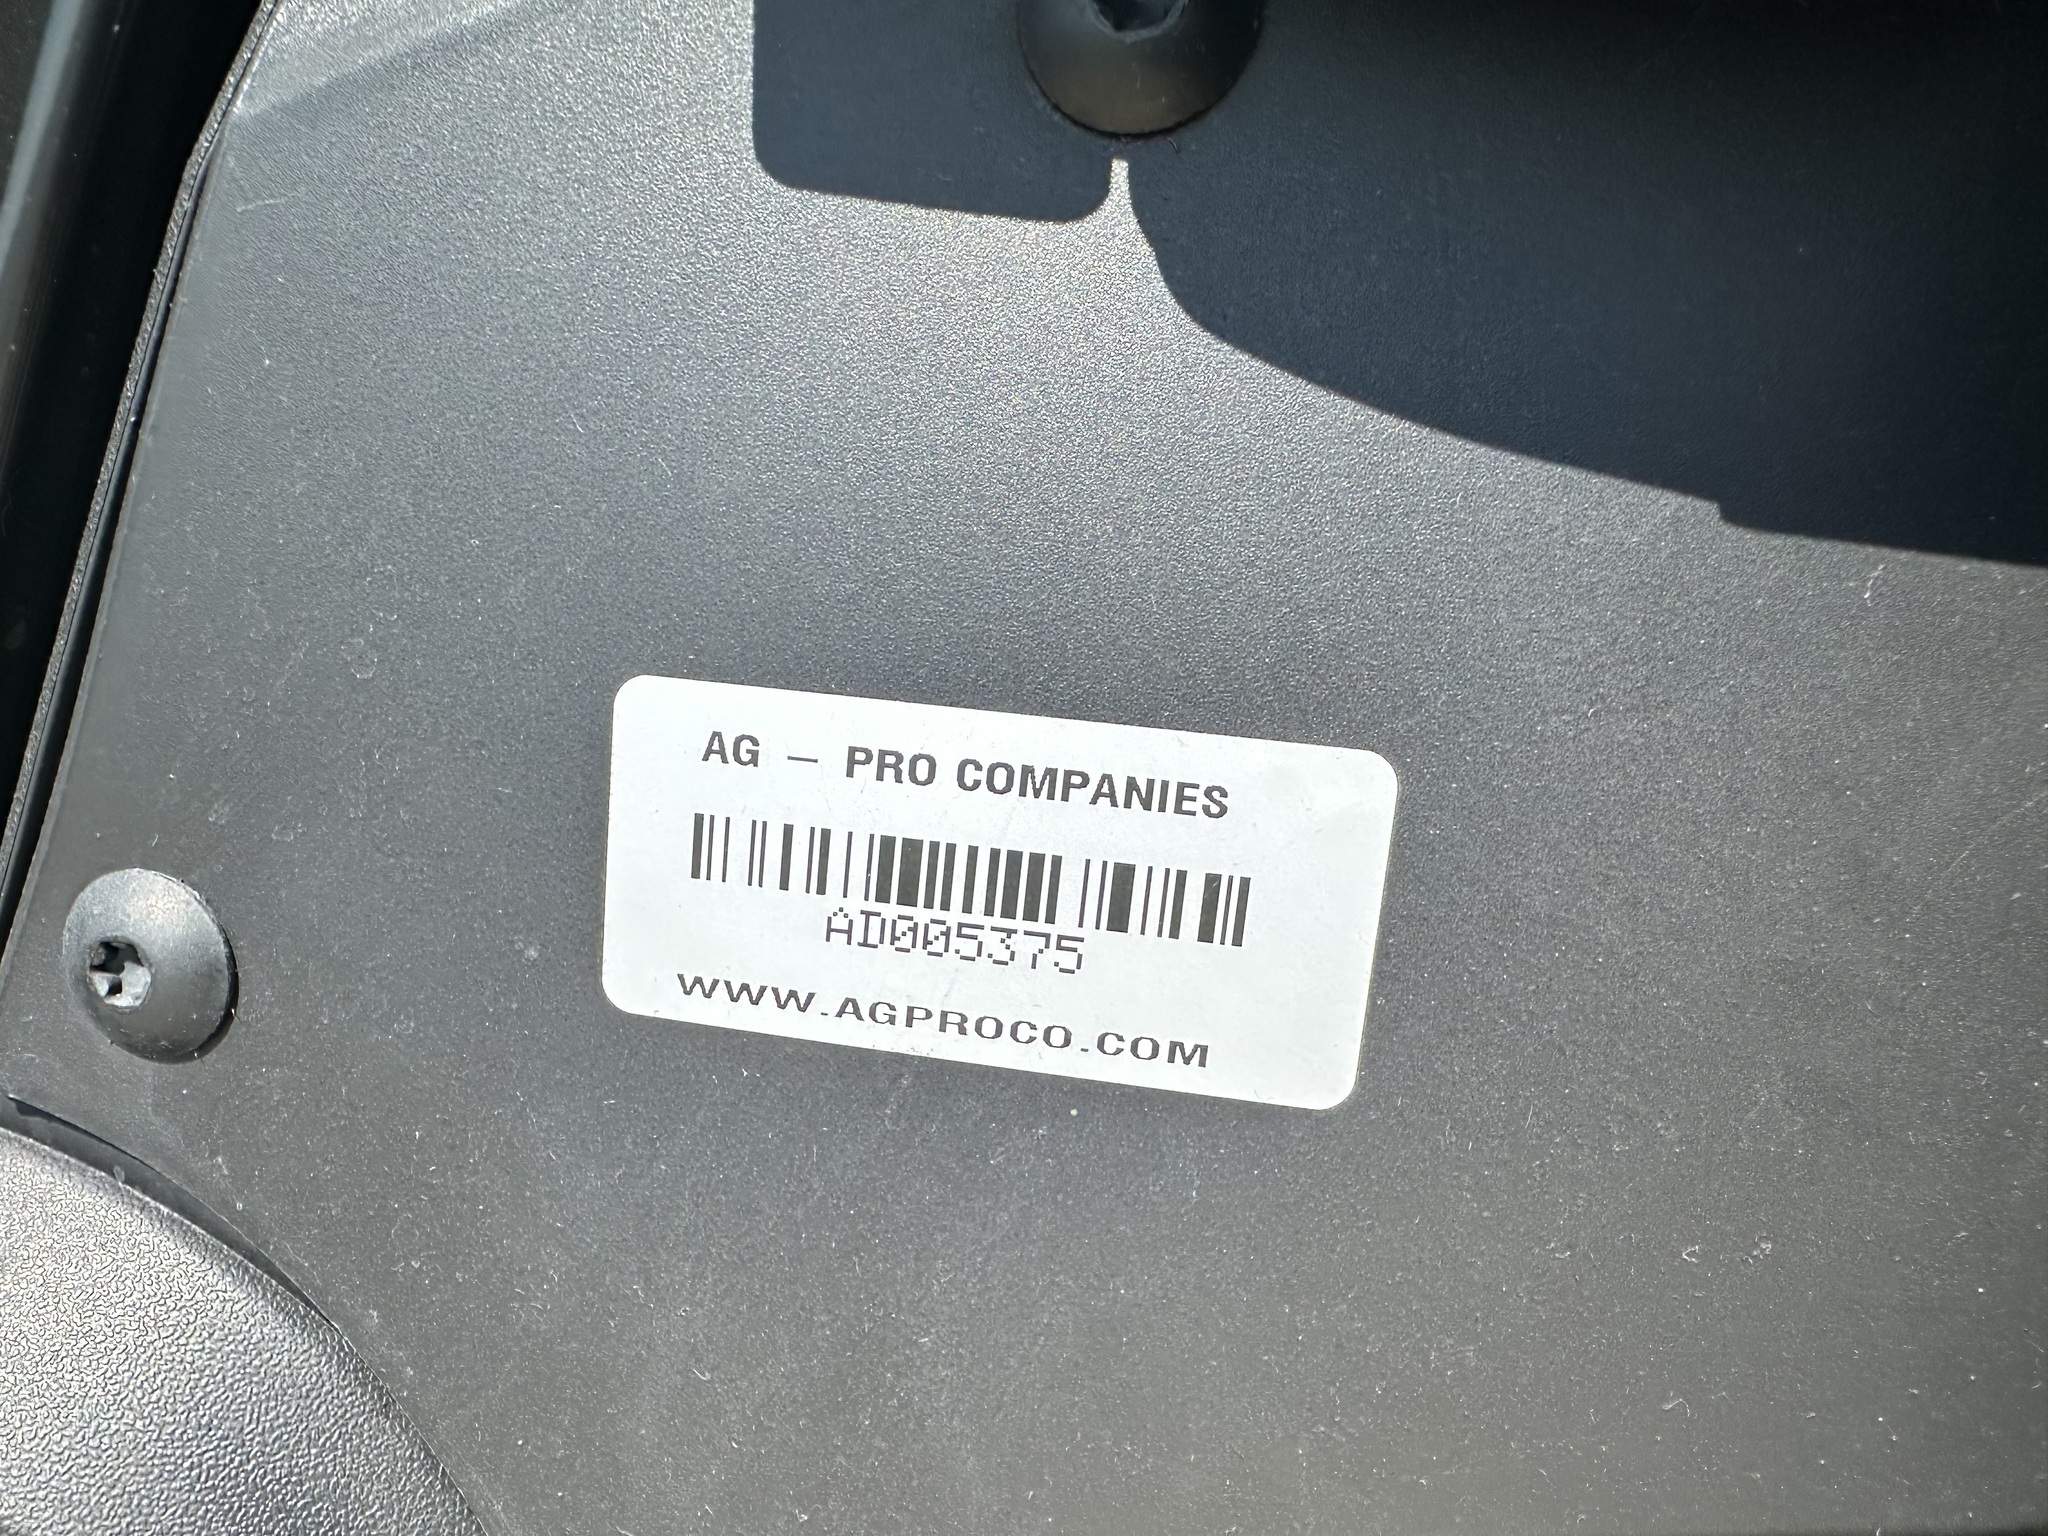 AG – PRO COMPANIES
AD005375
WWW.AGPROCO.COM